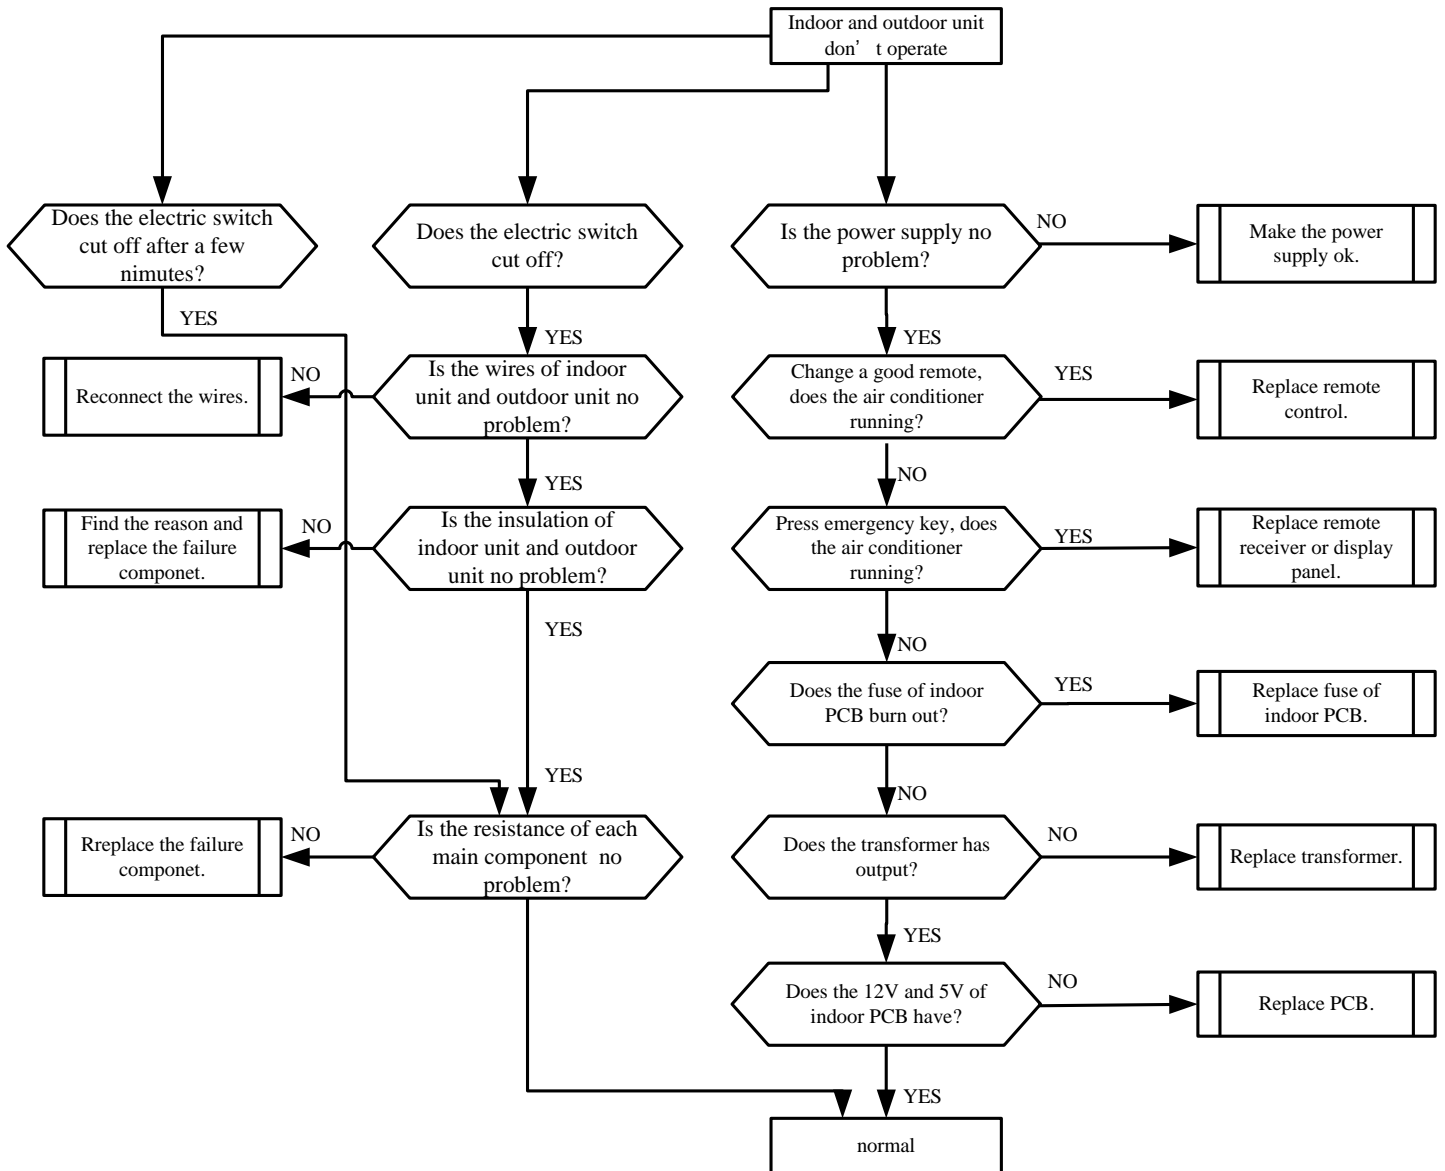 Indoor and outdoor unit
don’ t operate
Does the electric switch
cut off after a few
nimutes?
Does the electric switch
cut off?
Is the power supply no
problem?
NO
Make the power
supply ok.
YES
YES
YES
Reconnect the wires.
NO
Is the wires of indoor
unit and outdoor unit no
problem?
Change a good remote,
does the air conditioner
running?
YES
Replace remote
control.
YES
NO
Find the reason and
replace the failure
componet.
NO
Is the insulation of
indoor unit and outdoor
unit no problem?
Press emergency key, does
the air conditioner
running?
YES
Replace remote
receiver or display
panel.
YES
NO
Does the fuse of indoor
PCB burn out?
YES
Replace fuse of
indoor PCB.
YES
NO
Rreplace the failure
componet.
NO
Is the resistance of each
main component  no
problem?
Does the transformer has
output?
NO
Replace transformer.
YES
Does the 12V and 5V of
indoor PCB have?
NO
Replace PCB.
YES
normal